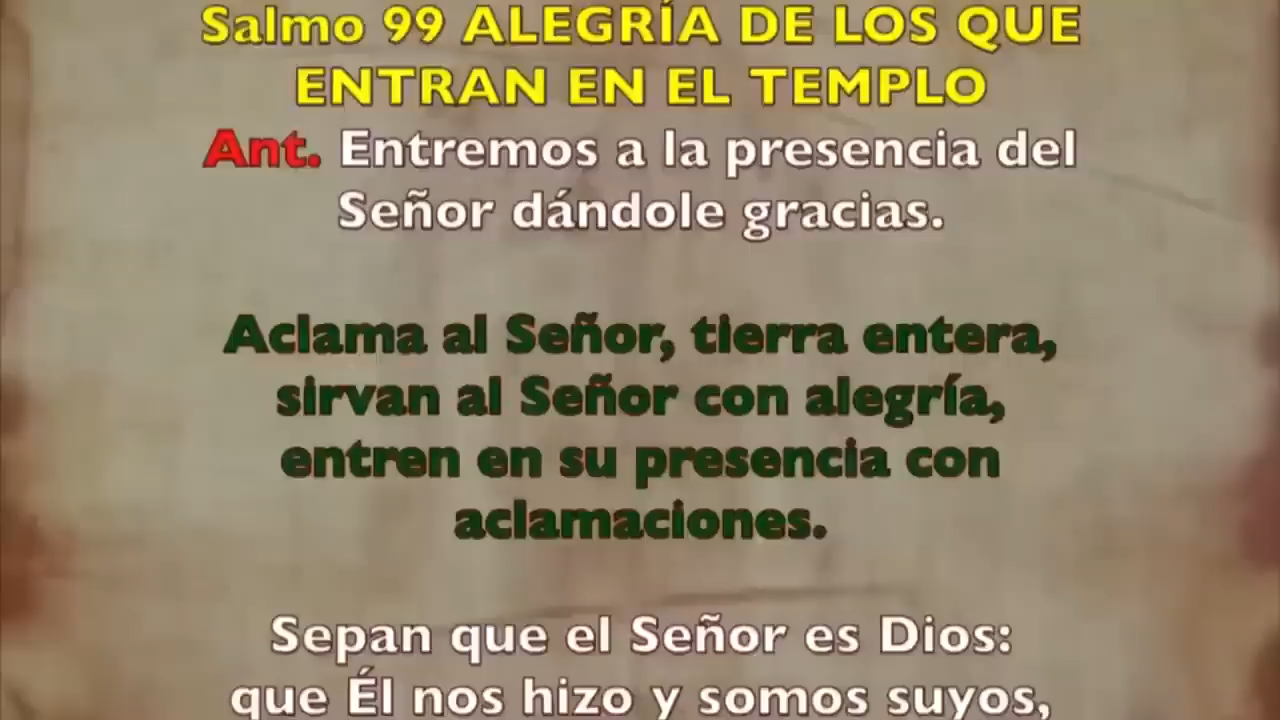 Salmo 99 ALEGRÍA DE LOS QUE
ENTRAN EN EL TEMPLO
Ant. Entremos a la presencia del
Señor dándole gracias.
Aclama al Señor, tierra entera,
sirvan al Señor con alegría,
entren en su presencia con
aclamaciones.
Sepan que el Señor es Dios:
que Él nos hizo y somos suyos,